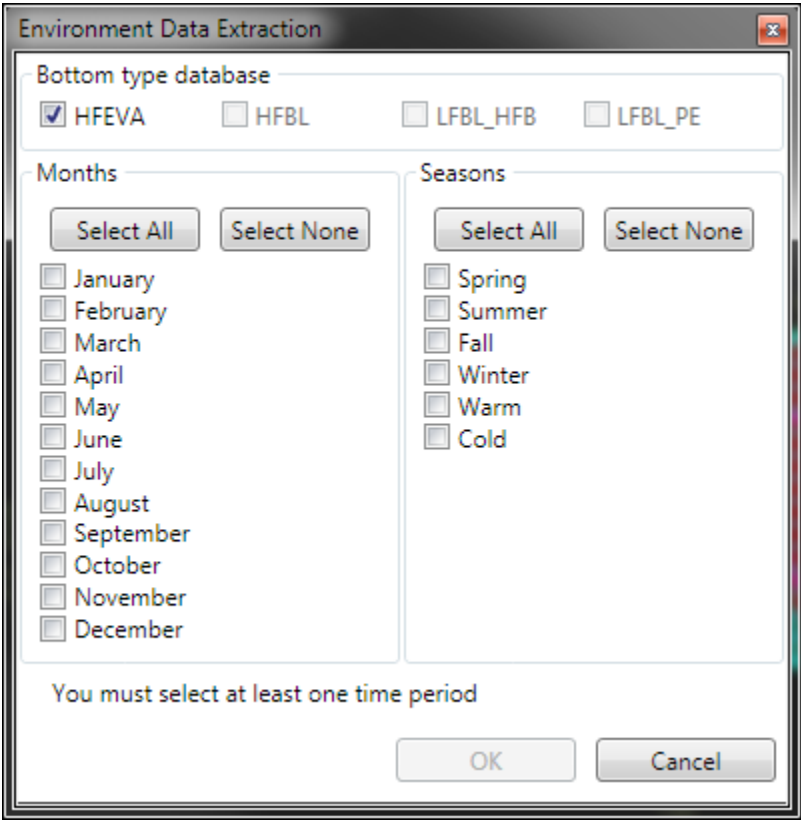 Environment Data Extraction
Bottom type database
HFEVA HFBL LFBL_HFB LFBL_PE
Months
Select All Select None
January
February
March
April
May
June
July
August
September
October
November
December
Seasons
Select All Select None
Spring
Summer
Fall
Winter
Warm
Cold
You must select at least one time period
OK Cancel